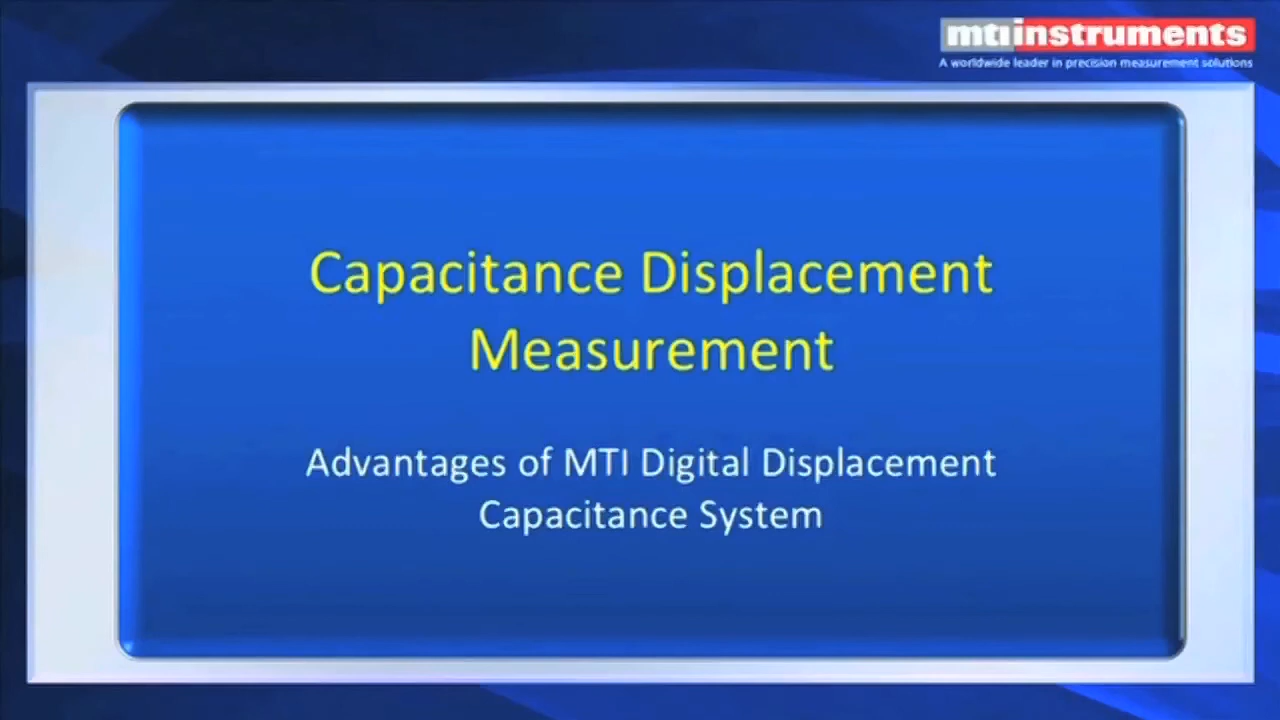 mtiinstruments
A worldwide leader in precision measurement solutions
Capacitance Displacement
Measurement
Advantages of MTI Digital Displacement
Capacitance System